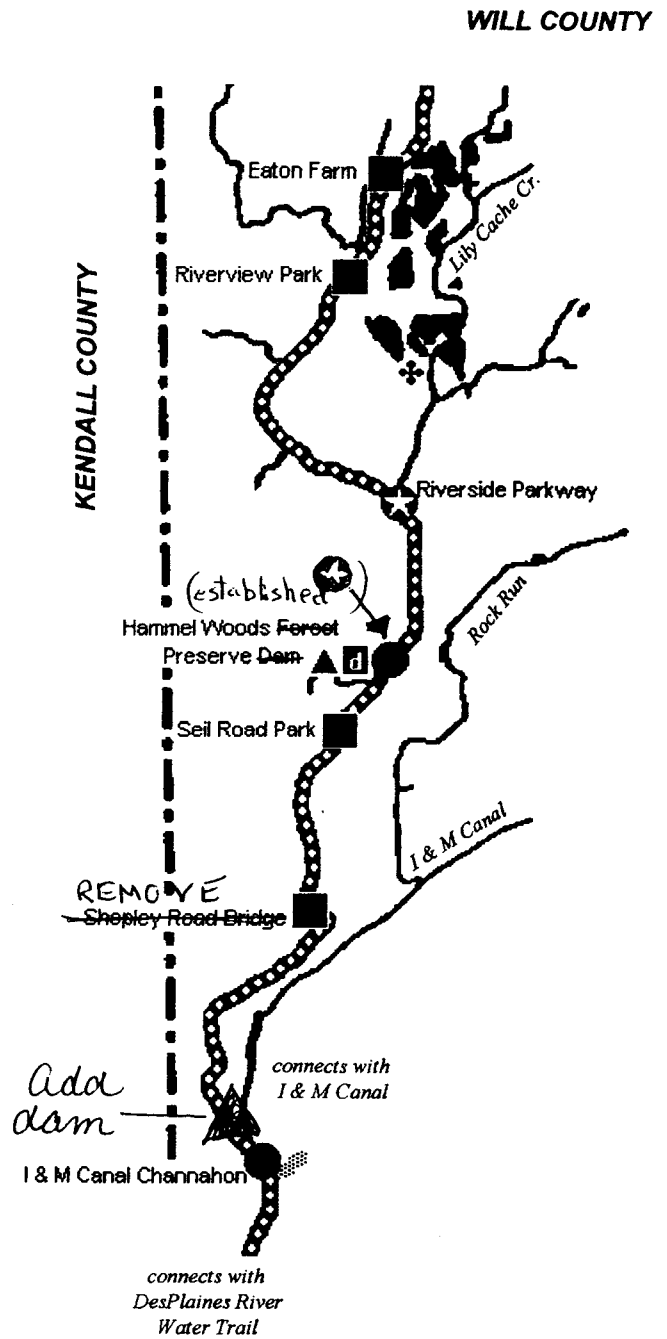 WILL COUNTY
Eaton Farm
Lily Cache Cr.
Riverview Park
KENDALL COUNTY
Riverside Parkway
(established)
Hammel Woods Forest
Preserve Dam
d
Rock Run
Seil Road Park
I & M Canal
REMOVE
Shepley Road Bridge
connects with
I & M Canal
Add
dam
I & M Canal Channahon
connects with
DesPlaines River
Water Trail